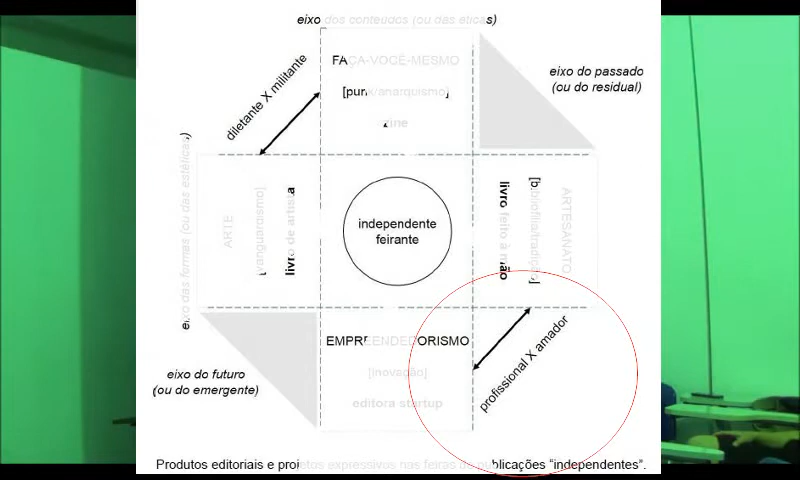 eixo dos conteúdos (ou das éticas)
FAÇA-VOCÊ-MESMO
[punk/anarquismo]
zine
eixo do passado
(ou do residual)
diletante X militante
eixo das formas (ou das estéticas)
ARTE
[vanguardismo]
livro de artista
independente
feirante
livro feito à mão
[bibliofilia/tradição]
ARTESANATO
EMPREENDEDORISMO
[inovação]
editora startup
eixo do futuro
(ou do emergente)
profissional X amador
Produtos editoriais e projetos expressivos nas feiras de publicações “independentes”.